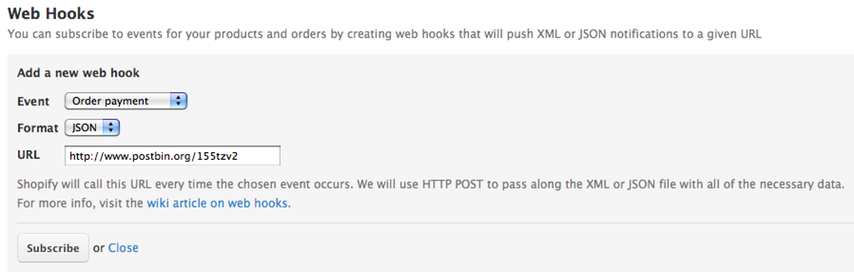 Web Hooks
You can subscribe to events for your products and orders by creating web hooks that will push XML or JSON notifications to a given URL
Add a new web hook
Event Order payment
Format JSON
URL http://www.postbin.org/155tzv2
Shopify will call this URL every time the chosen event occurs. We will use HTTP POST to pass along the XML or JSON file with all of the necessary data.
For more info, visit the wiki article on web hooks.
Subscribe or Close